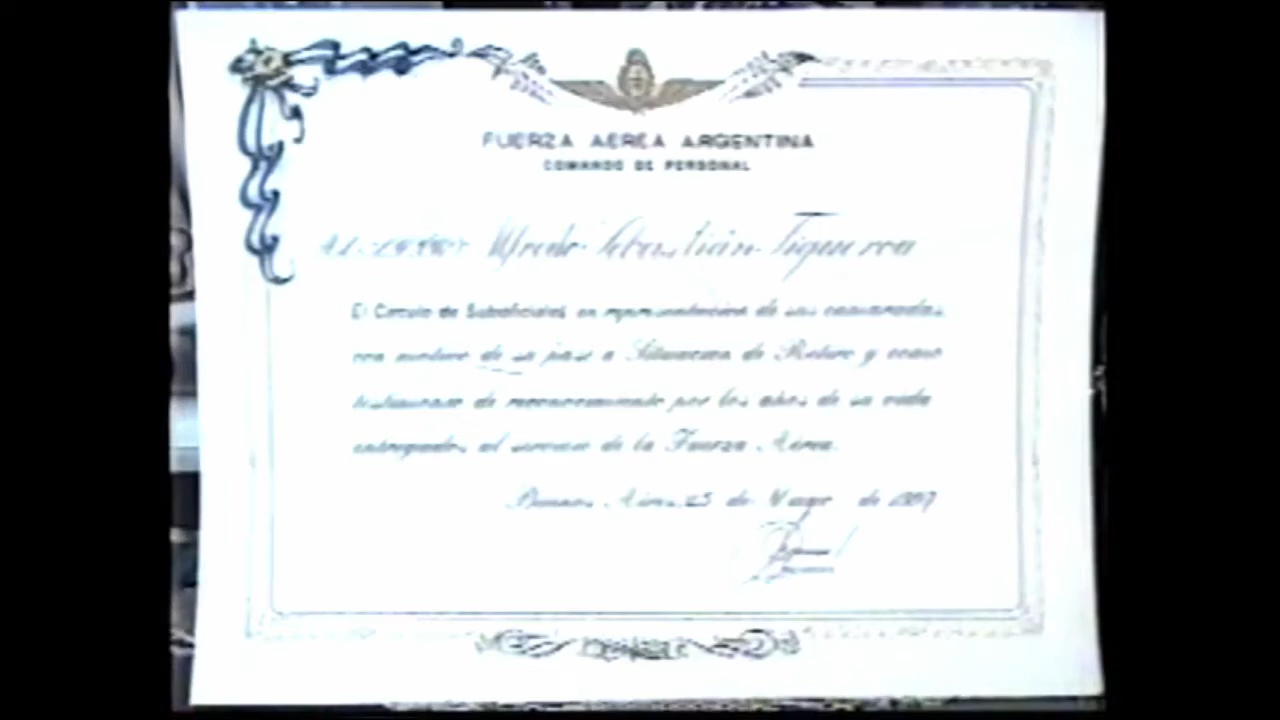 FUERZA AEREA ARGENTINA
COMANDO DE PERSONAL
Alfredo Sebastián Figueroa
El Círculo de Suboficiales en representación de sus camaradas
con motivo de su pase a Situación de Retiro y como
testimonio de reconocimiento por los años de su vida
entregados al servicio de la Fuerza Aérea.
Buenos Aires, 25 de Mayo de